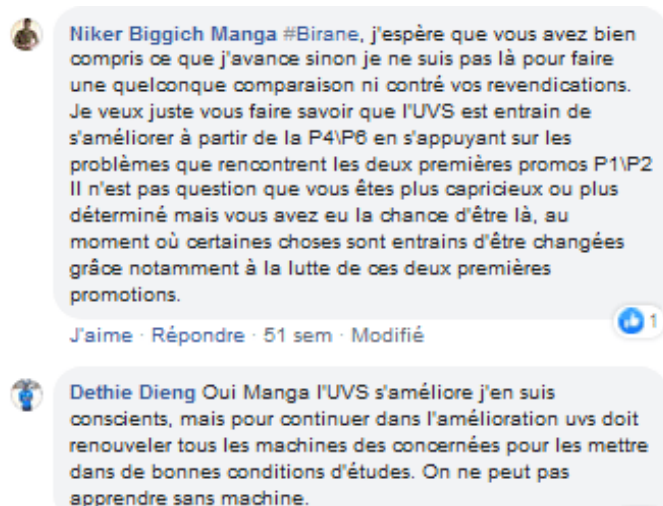 Niker Biggich Manga #Birane, j'espère que vous avez bien
compris ce que j'avance sinon je ne suis pas là pour faire
une quelconque comparaison ni contré vos revendications.
Je veux juste vous faire savoir que l'UVS est entrain de
s'améliorer à partir de la P4\P6 en s'appuyant sur les
problèmes que rencontrent les deux premières promos P1\P2
Il n'est pas question que vous êtes plus capricieux ou plus
déterminé mais vous avez eu la chance d'être là, au
moment où certaines choses sont entrains d'être changées
grâce notamment à la lutte de ces deux premières
promotions.
1
J'aime · Répondre · 51 sem · Modifié
Dethie Dieng Oui Manga l'UVS s'améliore j'en suis
conscients, mais pour continuer dans l'amélioration uvs doit
renouveler tous les machines des concernées pour les mettre
dans de bonnes conditions d'études. On ne peut pas
apprendre sans machine.